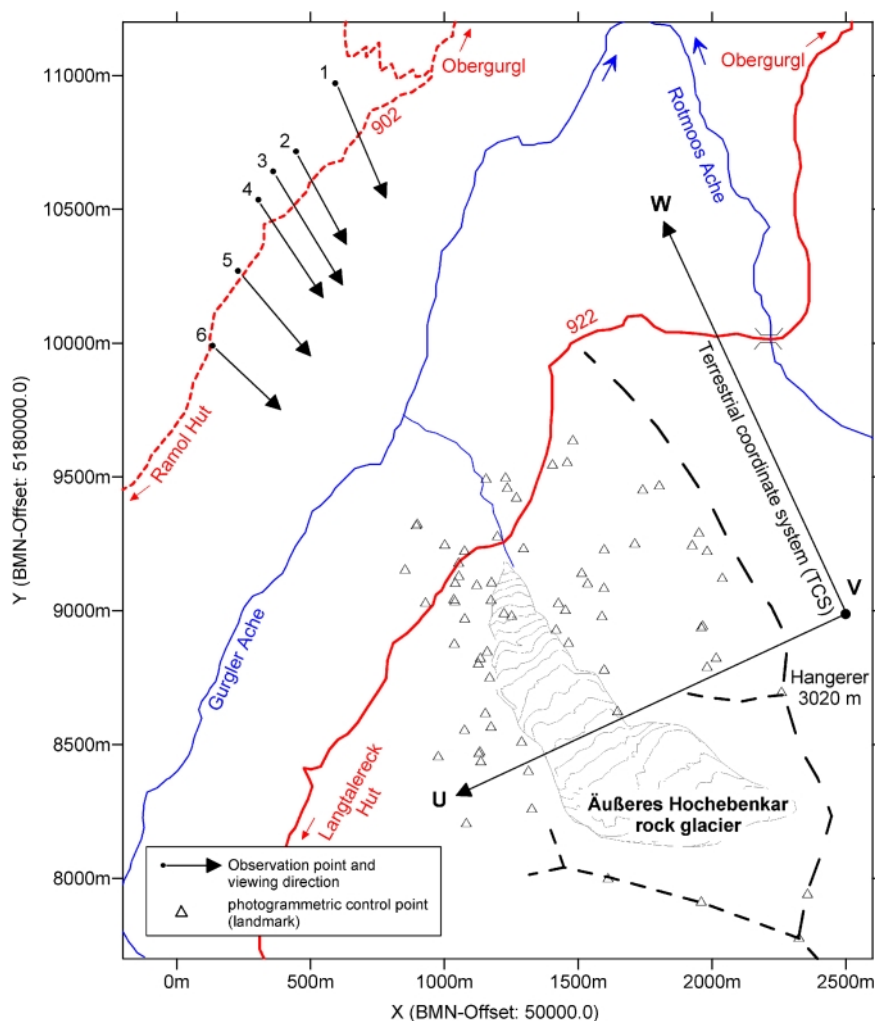 11000m
10500m
10000m
9500m
9000m
8500m
8000m
Y (BMN-Offset: 5180000.0)
0m
500m
1000m
1500m
2000m
2500m
X (BMN-Offset: 50000.0)
Obergurgl
Obergurgl
1
902
2
3
4
5
6
Rotmoos Ache
W
922
Terrestrial coordinate system (TCS)
Ramol Hut
V
Gurgler Ache
Hangerer
3020 m
U
Langtalereck
Hut
Äußeres Hochebenkar
rock glacier
Observation point and
viewing direction
photogrammetric control point
(landmark)